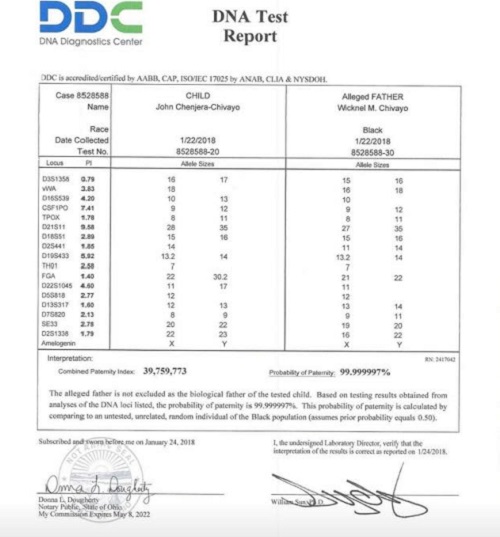 DDC
DNA Diagnostics Center
DNA Test
Report
DDC is accredited/certified by AABB, CAP, ISO/IEC 17025 by ANAB, CLIA & NYSDOH.
Case 8528588 CHILD Alleged FATHER
Name John Chenjera-Chivayo Wicknel M. Chivayo
Race Black
Date Collected 1/22/2018 1/22/2018
Test No. 8528588-20 8528588-30
Locus PI Allele Sizes Allele Sizes
D3S1358 0.79 16 17 15 16
vWA 3.83 18 16 18
D16S539 4.20 10 13 10
CSF1PO 7.41 9 12 9 12
TPOX 1.76 8 11 8 11
D21S11 9.58 28 35 27 35
D18S51 2.89 15 16 15 16
D2S441 1.85 14 11 14
D19S433 5.92 13.2 14 13.2 14
TH01 2.58 7 7
FGA 1.40 22 30.2 21 22
D22S1045 4.60 11 17 11
D5S818 2.77 12 12
D13S317 1.60 12 13 13 14
D7S820 2.13 8 9 9 11
SE33 2.78 20 22 19 20
D2S1338 1.79 22 23 16 22
Amelogenin X Y X Y
Interpretation:
Combined Paternity Index: 39,759,773 Probability of Paternity: 99.999997%
The alleged father is not excluded as the biological father of the tested child. Based on testing results obtained from
analyses of the DNA loci listed, the probability of paternity is 99.999997%. This probability of paternity is calculated by
comparing to an untested, unrelated, random individual of the Black population (assumes prior probability equals 0.50).
Subscribed and sworn before me on January 24, 2018
I, the undersigned Laboratory Director, verify that the
interpretation of the results is correct as reported on 1/24/2018.
Donna L. Dougherty
Donna L. Dougherty
Notary Public, State of Ohio
My Commission Expires May 8, 2022